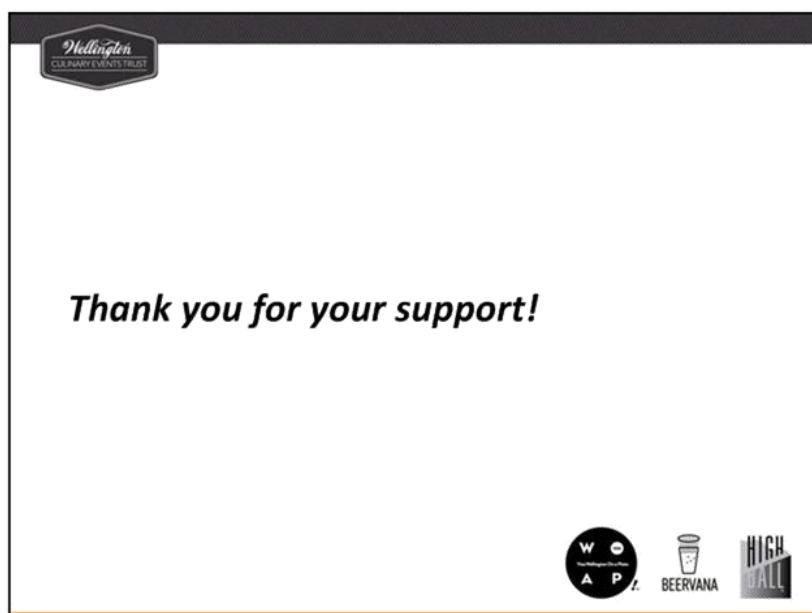 Wellington
CULINARY EVENTS TRUST
Thank you for your support!
W
A P
BEERVANA
HIGH
BALL